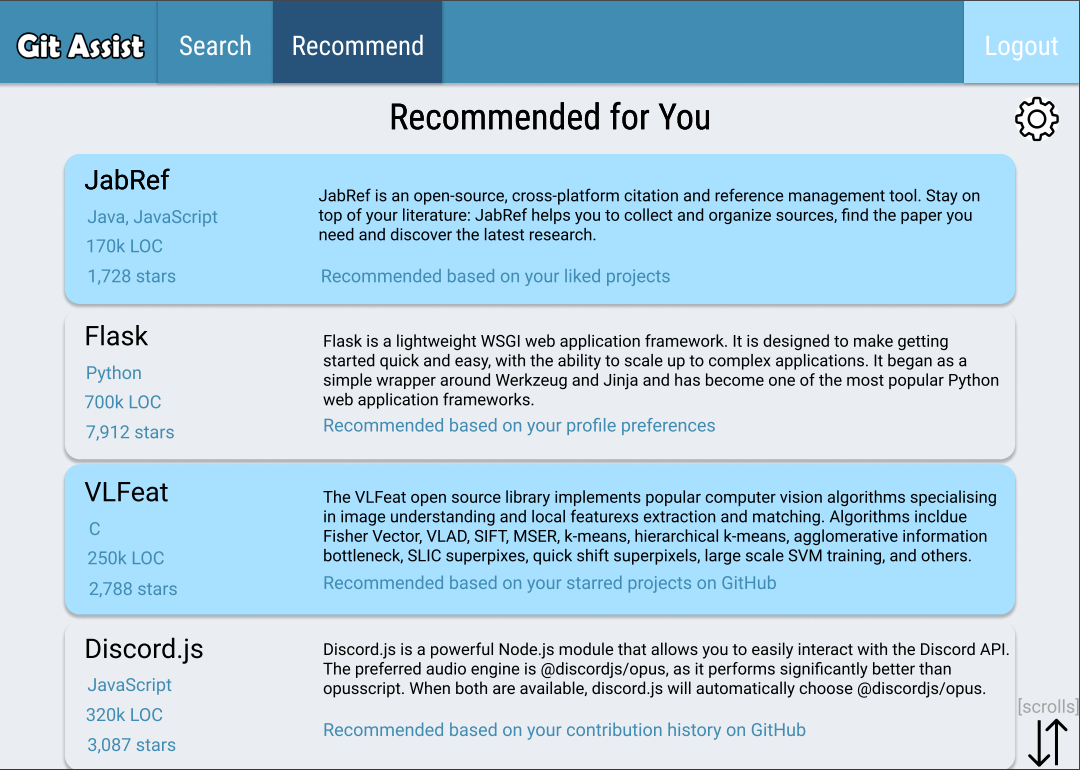 Git Assist
Search
Recommend
Logout
Recommended for You
JabRef
Java, JavaScript
170k LOC
1,728 stars
JabRef is an open-source, cross-platform citation and reference management tool. Stay on
top of your literature: JabRef helps you to collect and organize sources, find the paper you
need and discover the latest research.
Recommended based on your liked projects
Flask
Python
700k LOC
7,912 stars
Flask is a lightweight WSGI web application framework. It is designed to make getting
started quick and easy, with the ability to scale up to complex applications. It began as a
simple wrapper around Werkzeug and Jinja and has become one of the most popular Python
web application frameworks.
Recommended based on your profile preferences
VLFeat
C
250k LOC
2,788 stars
The VLFeat open source library implements popular computer vision algorithms specialising
in image understanding and local featurexs extraction and matching. Algorithms incldue
Fisher Vector, VLAD, SIFT, MSER, k-means, hierarchical k-means, agglomerative information
bottleneck, SLIC superpixes, quick shift superpixels, large scale SVM training, and others.
Recommended based on your starred projects on GitHub
Discord.js
JavaScript
320k LOC
3,087 stars
Discord.js is a powerful Node.js module that allows you to easily interact with the Discord API.
The preferred audio engine is @discordjs/opus, as it performs significantly better than
opusscript. When both are available, discord.js will automatically choose @discordjs/opus.
Recommended based on your contribution history on GitHub
[scrolls]